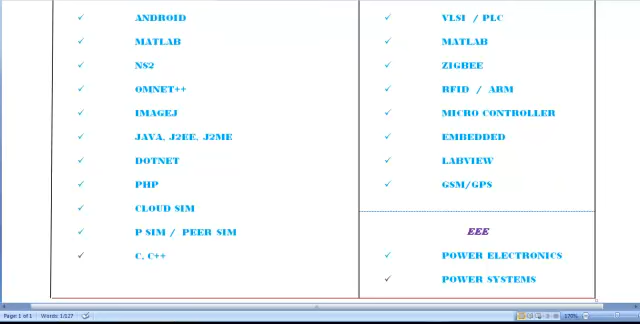 ANDROID
MATLAB
NS2
OMNET++
IMAGEJ
JAVA, J2EE, J2ME
DOTNET
PHP
CLOUD SIM
P SIM / PEER SIM
C, C++
VLSI / PLC
MATLAB
ZIGBEE
RFID / ARM
MICRO CONTROLLER
EMBEDDED
LABVIEW
GSM/GPS
EEE
POWER ELECTRONICS
POWER SYSTEMS
Page: 1 of 1 Words: 1/127
170%